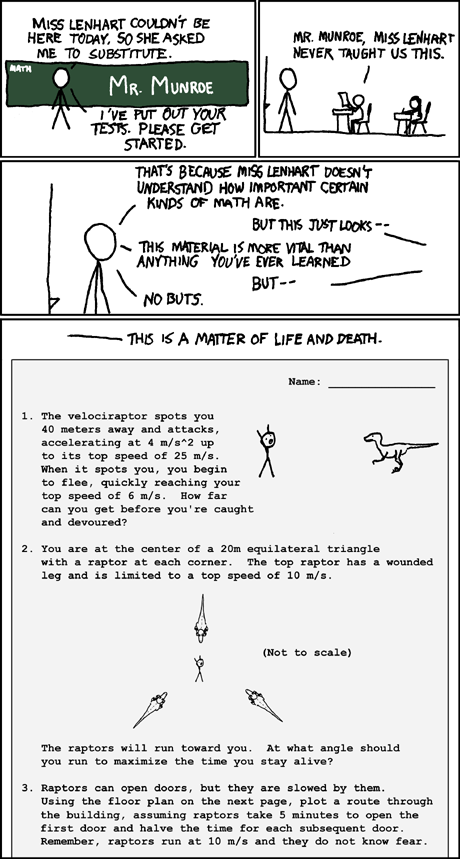 MISS LENHART COULDN'T BE
HERE TODAY, SO SHE ASKED
ME TO SUBSTITUTE.
MATH
MR. MUNROE
I'VE PUT OUT YOUR
TESTS. PLEASE GET
STARTED.
MR. MUNROE, MISS LENHART
NEVER TAUGHT US THIS.
THAT'S BECAUSE MISS LENHART DOESN'T
UNDERSTAND HOW IMPORTANT CERTAIN
KINDS OF MATH ARE.
BUT THIS JUST LOOKS--
THIS MATERIAL IS MORE VITAL THAN
ANYTHING YOU'VE EVER LEARNED
BUT--
NO BUTS.
THIS IS A MATTER OF LIFE AND DEATH.
Name: ________________
1. The velociraptor spots you
40 meters away and attacks,
accelerating at 4 m/s^2 up
to its top speed of 25 m/s.
When it spots you, you begin
to flee, quickly reaching your
top speed of 6 m/s. How far
can you get before you're caught
and devoured?
2. You are at the center of a 20m equilateral triangle
with a raptor at each corner. The top raptor has a wounded
leg and is limited to a top speed of 10 m/s.
(Not to scale)
The raptors will run toward you. At what angle should
you run to maximize the time you stay alive?
3. Raptors can open doors, but they are slowed by them.
Using the floor plan on the next page, plot a route through
the building, assuming raptors take 5 minutes to open the
first door and halve the time for each subsequent door.
Remember, raptors run at 10 m/s and they do not know fear.